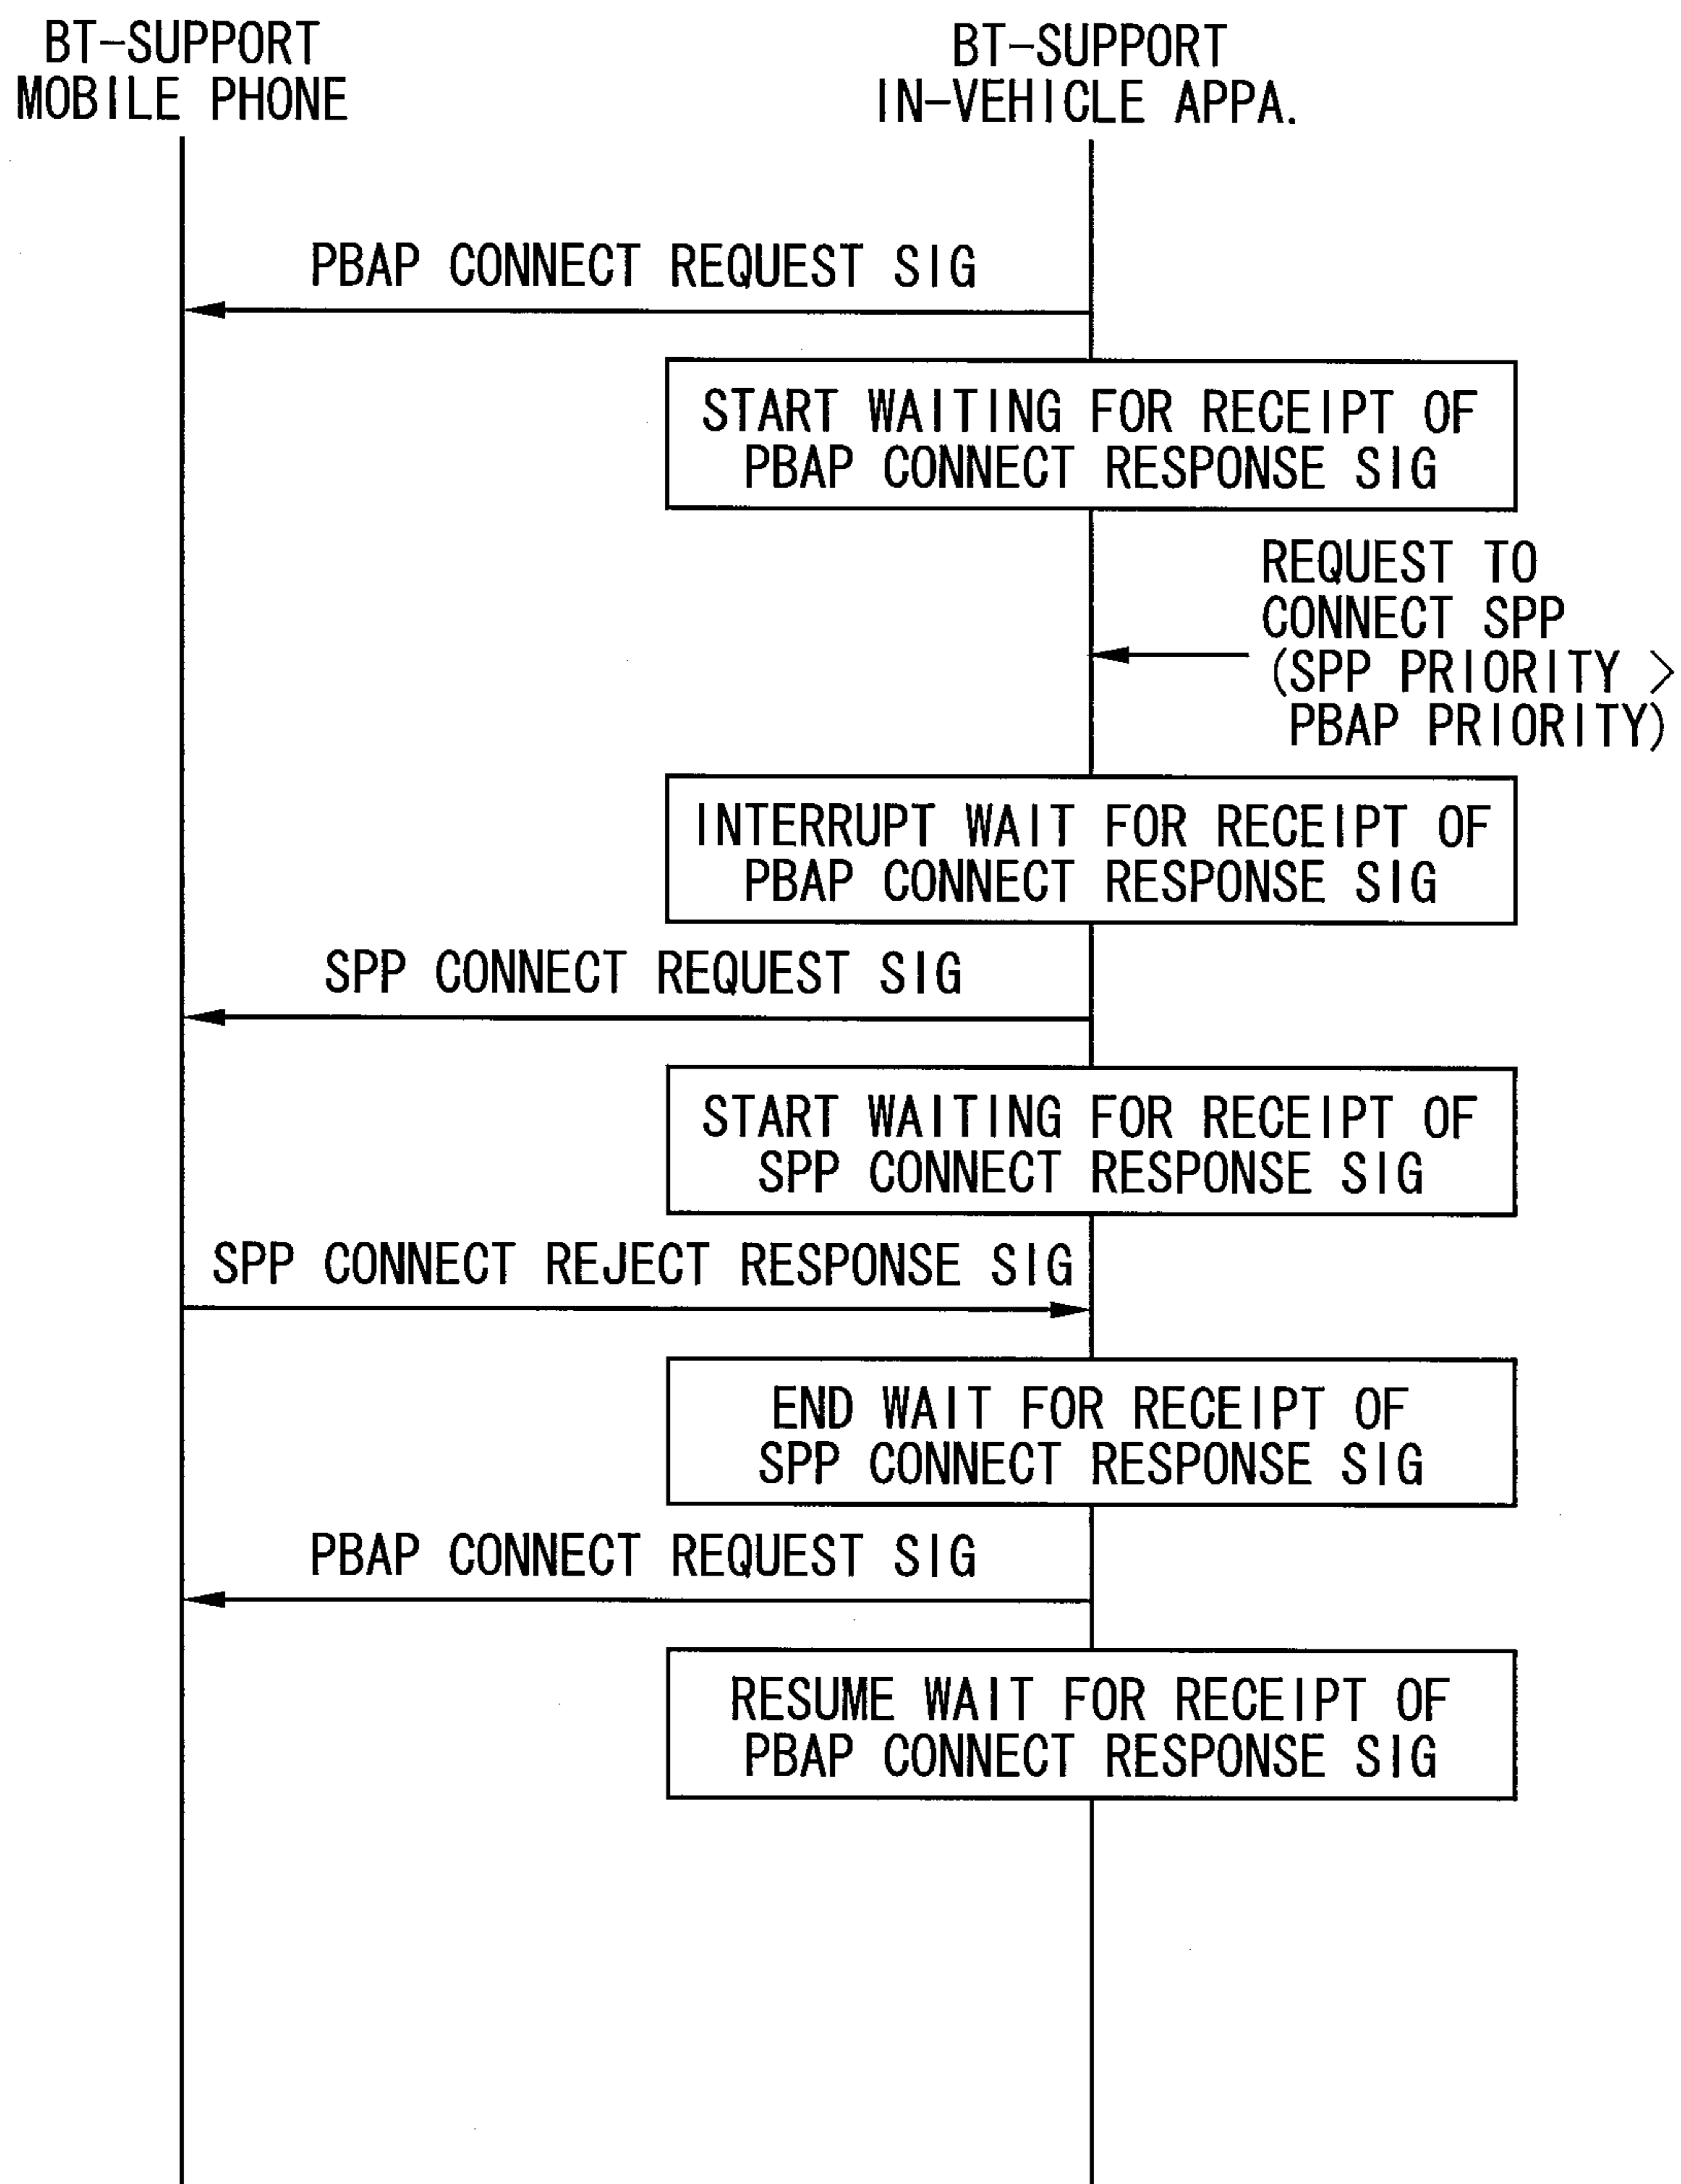 BT-SUPPORT
MOBILE PHONE
BT-SUPPORT
IN-VEHICLE APPA.
PBAP CONNECT REQUEST SIG
START WAITING FOR RECEIPT OF
PBAP CONNECT RESPONSE SIG
REQUEST TO
CONNECT SPP
(SPP PRIORITY >
PBAP PRIORITY)
INTERRUPT WAIT FOR RECEIPT OF
PBAP CONNECT RESPONSE SIG
SPP CONNECT REQUEST SIG
START WAITING FOR RECEIPT OF
SPP CONNECT RESPONSE SIG
SPP CONNECT REJECT RESPONSE SIG
END WAIT FOR RECEIPT OF
SPP CONNECT RESPONSE SIG
PBAP CONNECT REQUEST SIG
RESUME WAIT FOR RECEIPT OF
PBAP CONNECT RESPONSE SIG